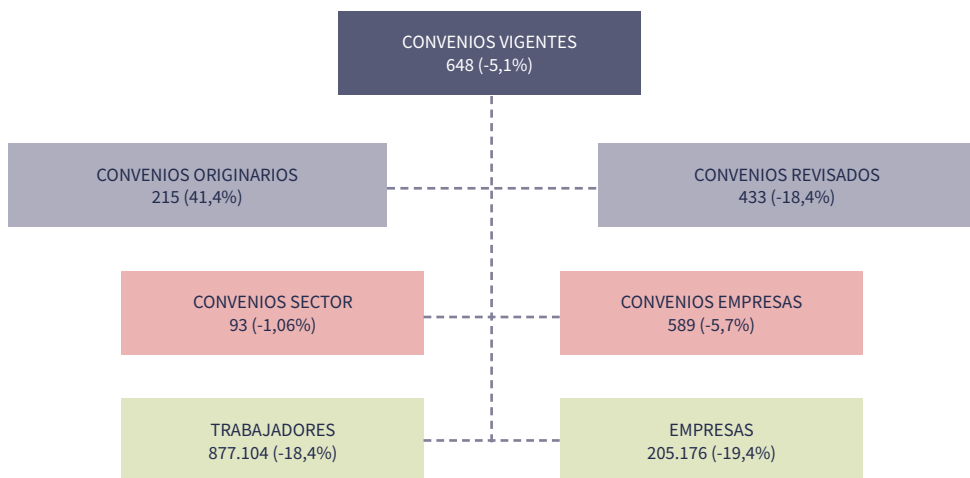 CONVENIOS VIGENTES
648 (-5,1%)
CONVENIOS ORIGINARIOS
215 (41,4%)
CONVENIOS REVISADOS
433 (-18,4%)
CONVENIOS SECTOR
93 (-1,06%)
CONVENIOS EMPRESAS
589 (-5,7%)
TRABAJADORES
877.104 (-18,4%)
EMPRESAS
205.176 (-19,4%)